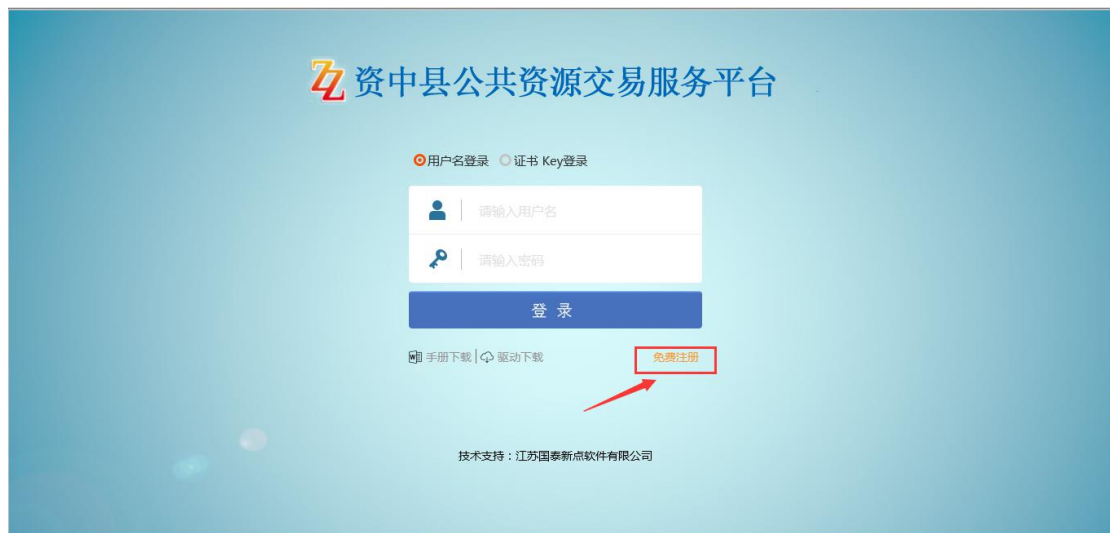 ZZ 资中县公共资源交易服务平台
用户名登录 证书 Key登录
请输入用户名
请输入密码
登 录
手册下载 驱动下载 免费注册
技术支持：江苏国泰新点软件有限公司